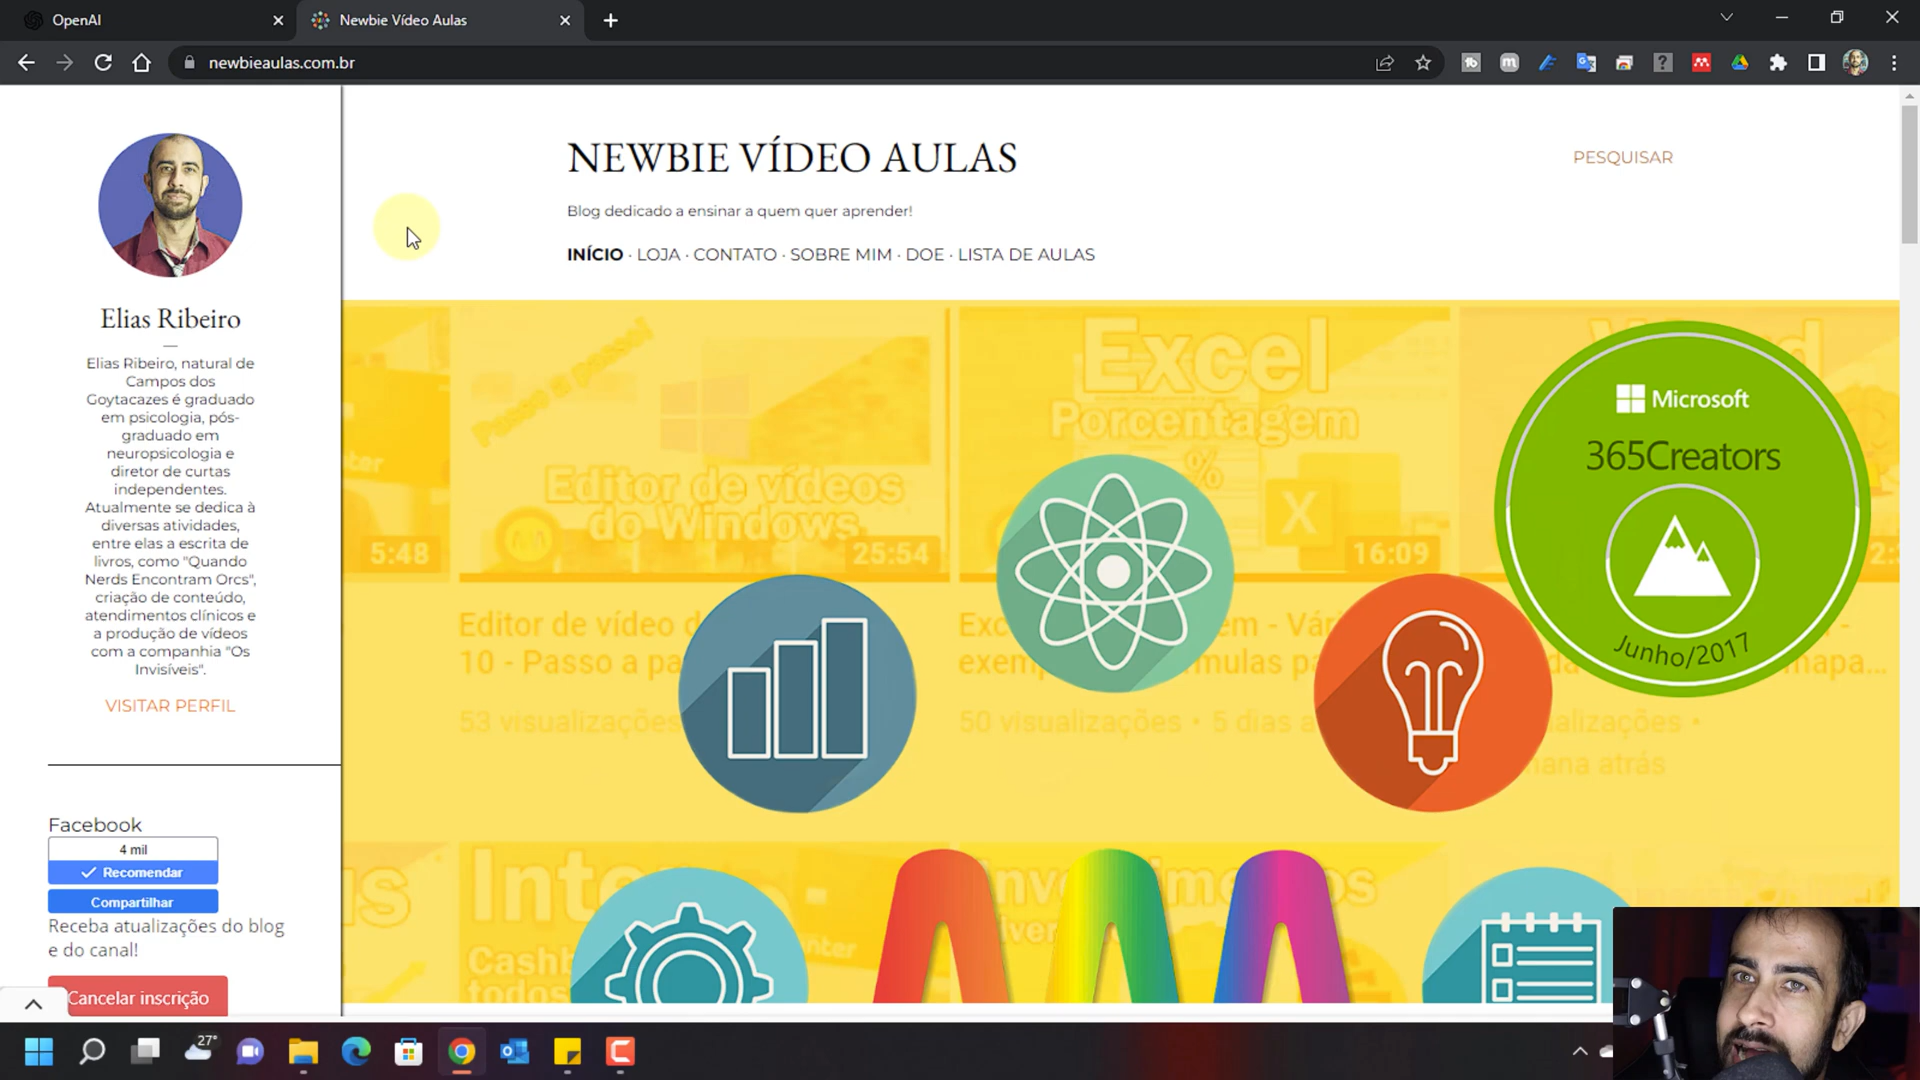 OpenAI
Newbie Vídeo Aulas
newbieaulas.com.br
NEWBIE VÍDEO AULAS
PESQUISAR
Blog dedicado a ensinar a quem quer aprender!
INÍCIO · LOJA · CONTATO · SOBRE MIM · DOE · LISTA DE AULAS
Elias Ribeiro
Elias Ribeiro, natural de
Campos dos
Goytacazes é graduado
em psicologia, pós-
graduado em
neuropsicologia e
diretor de curtas
independentes.
Atualmente se dedica à
diversas atividades,
entre elas a escrita de
livros, como "Quando
Nerds Encontram Orcs",
criação de conteúdo,
atendimentos clínicos e
a produção de vídeos
com a companhia "Os
Invisíveis".
VISITAR PERFIL
Facebook
4 mil
Recomendar
Compartilhar
Receba atualizações do blog
e do canal!
Cancelar inscrição
Passo a passo
Editor de vídeos
do Windows
5:48
25:54
Excel
Porcentagem
%
X
16:09
Microsoft
365Creators
Junho/2017
Editor de vídeo d
10 - Passo a pa
53 visualizações
50 visualizações • 5 dias a
27°